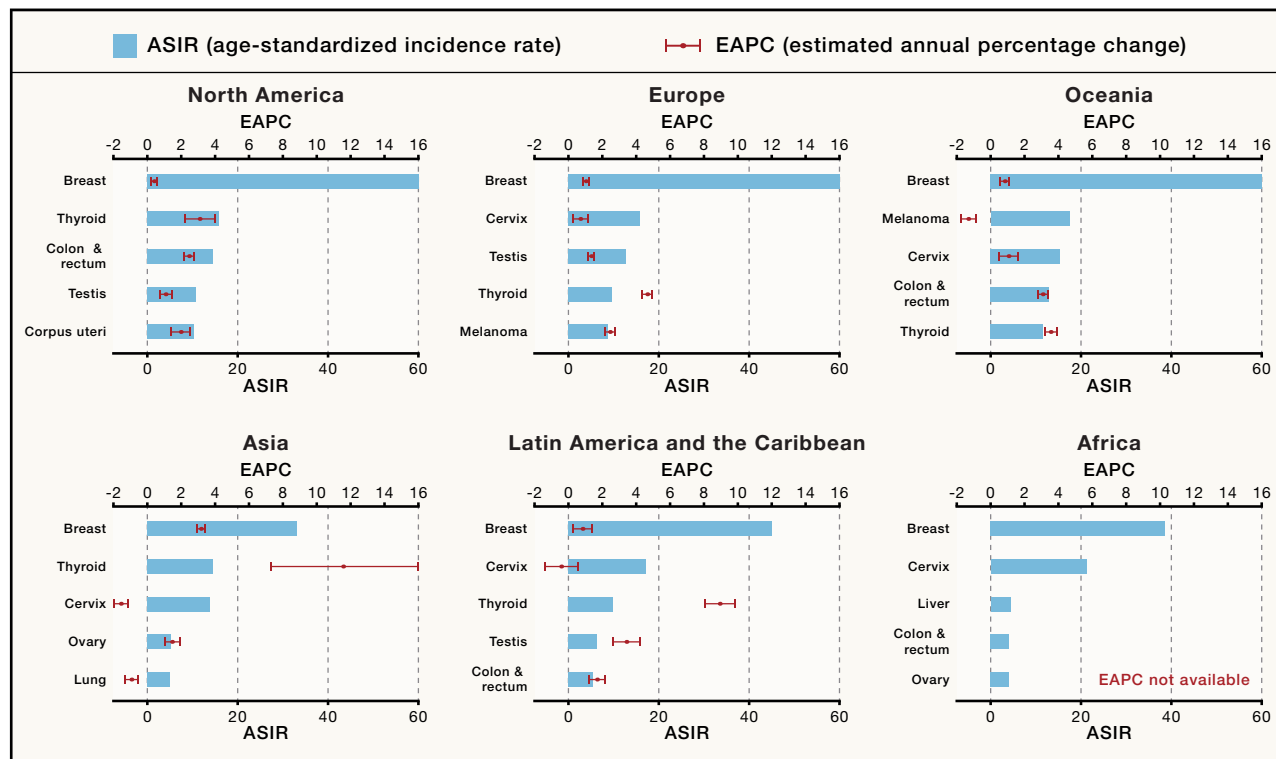 ASIR (age-standardized incidence rate)
EAPC (estimated annual percentage change)
North America
EAPC
-2 0 2 4 8 10 12 14 16
Breast
Thyroid
Colon &
rectum
Testis
Corpus uteri
0 20 40 60
ASIR
Europe
EAPC
-2 0 2 4 8 10 12 14 16
Breast
Cervix
Testis
Thyroid
Melanoma
0 20 40 60
ASIR
Oceania
EAPC
-2 0 2 4 8 10 12 14 16
Breast
Melanoma
Cervix
Colon &
rectum
Thyroid
0 20 40 60
ASIR
Asia
EAPC
-2 0 2 4 8 10 12 14 16
Breast
Thyroid
Cervix
Ovary
Lung
0 20 40 60
ASIR
Latin America and the Caribbean
EAPC
-2 0 2 4 8 10 12 14 16
Breast
Cervix
Thyroid
Testis
Colon &
rectum
0 20 40 60
ASIR
Africa
EAPC
-2 0 2 4 8 10 12 14 16
Breast
Cervix
Liver
Colon &
rectum
Ovary
EAPC not available
0 20 40 60
ASIR